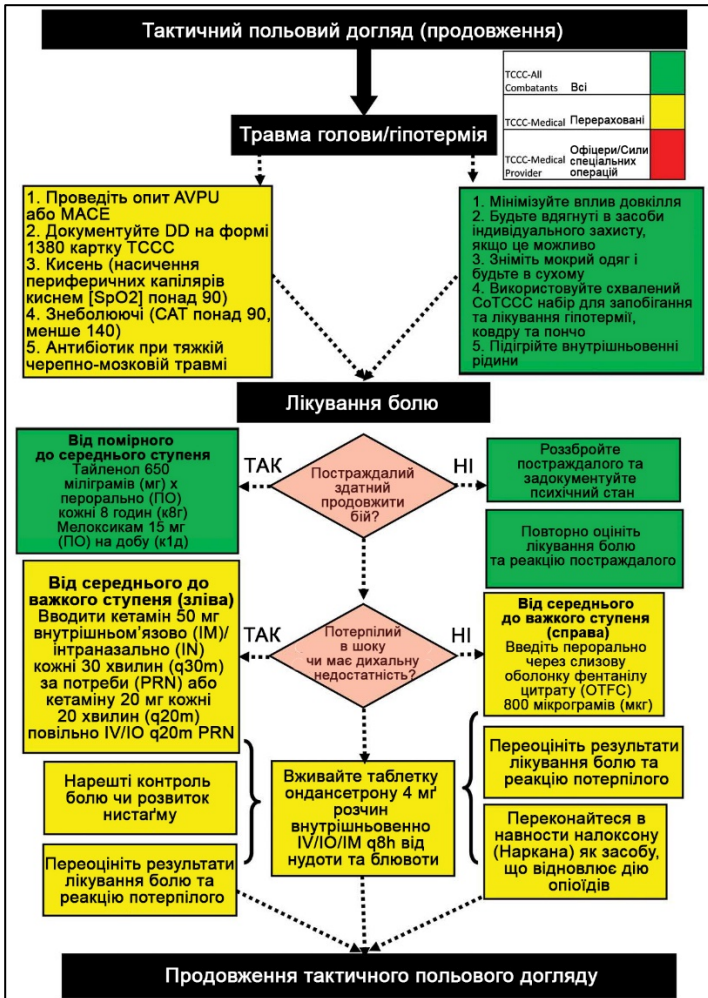 Тактичний польовий догляд (продовження)
TCCC-All
Combatants Всі
TCCC-Medical Перераховані
TCCC-Medical
Provider
Офіцери/Сили
спеціальних
операцій
Травма голови/гіпотермія
1. Проведіть опит AVPU
або MACE
2. Документуйте DD на формі
1380 картку TCCC
3. Кисень (насичення
периферичних капілярів
киснем [SpO2] понад 90)
4. Знеболюючі (САТ понад 90,
менше 140)
5. Антибіотик при тяжкій
черепно-мозковій травмі
1. Мінімізуйте вплив довкілля
2. Будьте вдягнуті в засоби
індивідуального захисту,
якщо це можливо
3. Зніміть мокрий одяг і
будьте в сухому
4. Використовуйте схвалений
CoTCCC набір для запобігання
та лікування гіпотермії,
ковдру та пончо
5. Підігрійте внутрішньовенні
рідини
Лікування болю
Від помірного
до середнього ступеня
Тайленол 650
міліграмів (мг) х
перорально (ПО)
кожні 8 годин (к8г)
Мелоксикам 15 мг
(ПО) на добу (к1д)
ТАК
Постраждалий
здатний
продовжити
бій?
НІ
Роззбройте
постраждалого та
задокументуйте
психічний стан
Повторно оцініть
лікування болю
та реакцію постраждалого
Від середнього до
важкого ступеня (зліва)
Вводити кетамін 50 мг
внутрішньом'язово (IM)/
інтраназально (IN)
кожні 30 хвилин (q30m)
за потреби (PRN) або
кетаміну 20 мг кожні
20 хвилин (q20m)
повільно IV/IO q20m PRN
ТАК
Потерпілий
в шоку
чи має дихальну
недостатність?
НІ
Від середнього
до важкого ступеня
(справа)
Введіть перорально
через слизову
оболонку фентанілу
цитрату (OTFC)
800 мікрограмів (мкг)
Нарешті контроль
болю чи розвиток
нистаґму
Переоцініть результати
лікування болю та
реакцію потерпілого
Вживайте таблетку
ондансетрону 4 мґ
розчин
внутрішньовенно
IV/IO/IM q8h від
нудоти та блювоти
Переоцініть результати
лікування болю та
реакцію потерпілого
Переконайтеся в
навності налоксону
(Наркана) як засобу,
що відновлює дію
опіоїдів
Продовження тактичного польового догляду